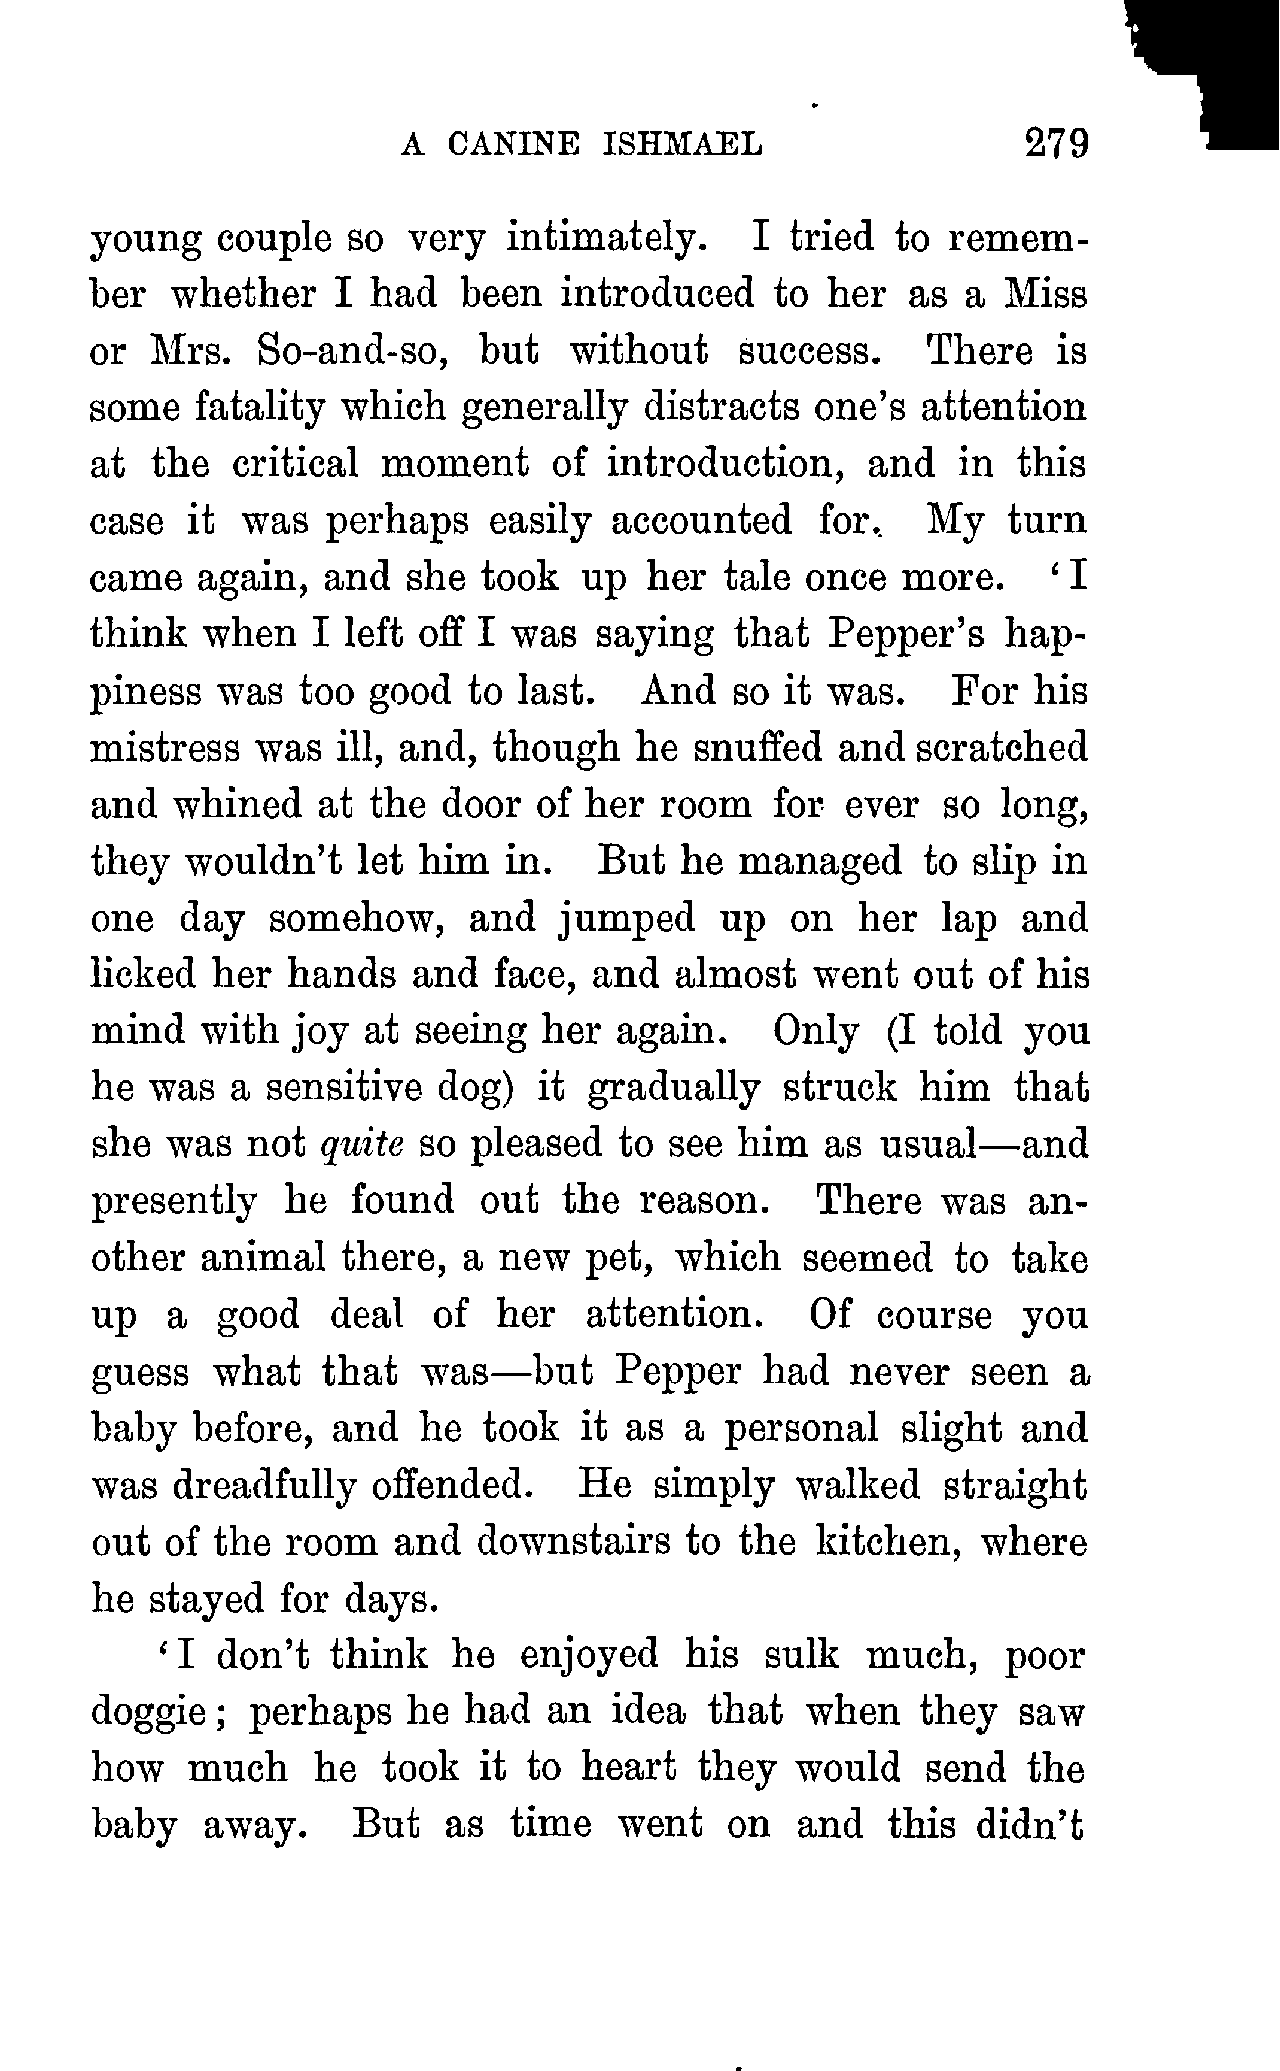 A CANINE ISHMAEL 279
young couple so very intimately. I tried to remem-
ber whether I had been introduced to her as a Miss
or Mrs. So-and-so, but without success. There is
some fatality which generally distracts one's attention
at the critical moment of introduction, and in this
case it was perhaps easily accounted for. My turn
came again, and she took up her tale once more. ‘ I
think when I left off I was saying that Pepper's hap-
piness was too good to last. And so it was. For his
mistress was ill, and, though he snuffed and scratched
and whined at the door of her room for ever so long,
they wouldn't let him in. But he managed to slip in
one day somehow, and jumped up on her lap and
licked her hands and face, and almost went out of his
mind with joy at seeing her again. Only (I told you
he was a sensitive dog) it gradually struck him that
she was not quite so pleased to see him as usual—and
presently he found out the reason. There was an-
other animal there, a new pet, which seemed to take
up a good deal of her attention. Of course you
guess what that was—but Pepper had never seen a
baby before, and he took it as a personal slight and
was dreadfully offended. He simply walked straight
out of the room and downstairs to the kitchen, where
he stayed for days.
‘ I don't think he enjoyed his sulk much, poor
doggie ; perhaps he had an idea that when they saw
how much he took it to heart they would send the
baby away. But as time went on and this didn't